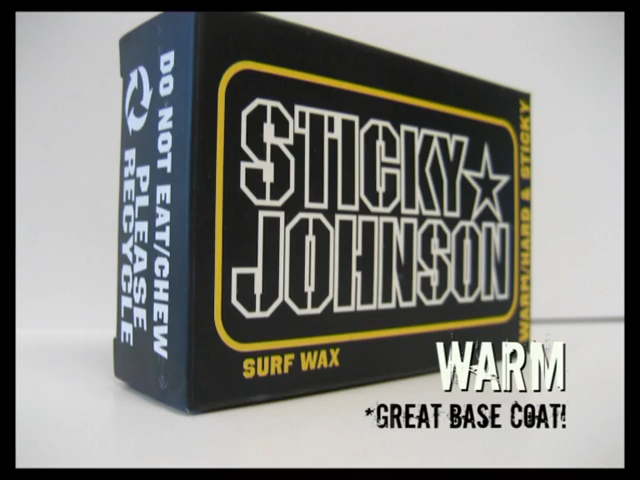 DO NOT EAT/CHEW
PLEASE
RECYCLE
STICKY
JOHNSON
SURF WAX
WARM/HARD & STICKY
WARM
*GREAT BASE COAT!